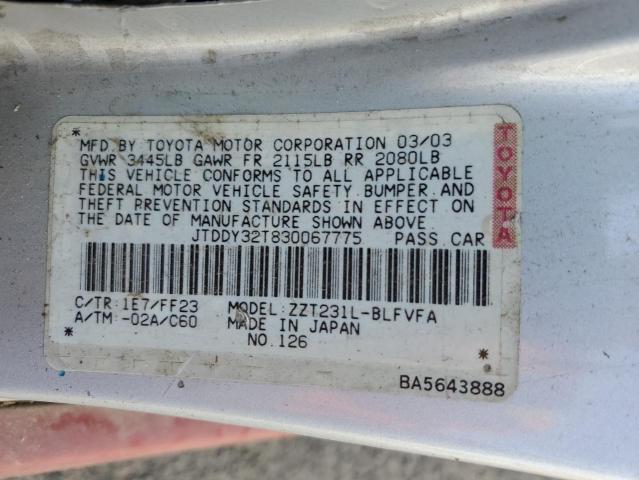 MFD BY TOYOTA MOTOR CORPORATION 03/03
GVWR 3445LB GAWR FR 2115LB RR 2080LB
THIS VEHICLE CONFORMS TO ALL APPLICABLE
FEDERAL MOTOR VEHICLE SAFETY, BUMPER, AND
THEFT PREVENTION STANDARDS IN EFFECT ON
THE DATE OF MANUFACTURE SHOWN ABOVE.
JTDDY32T830067775 PASS. CAR
C/TR: 1E7/FF23 MODEL: ZZT231L-BLFVFA
A/TM: -02A/C60 MADE IN JAPAN
NO. 126
BA5643888
TOYOTA